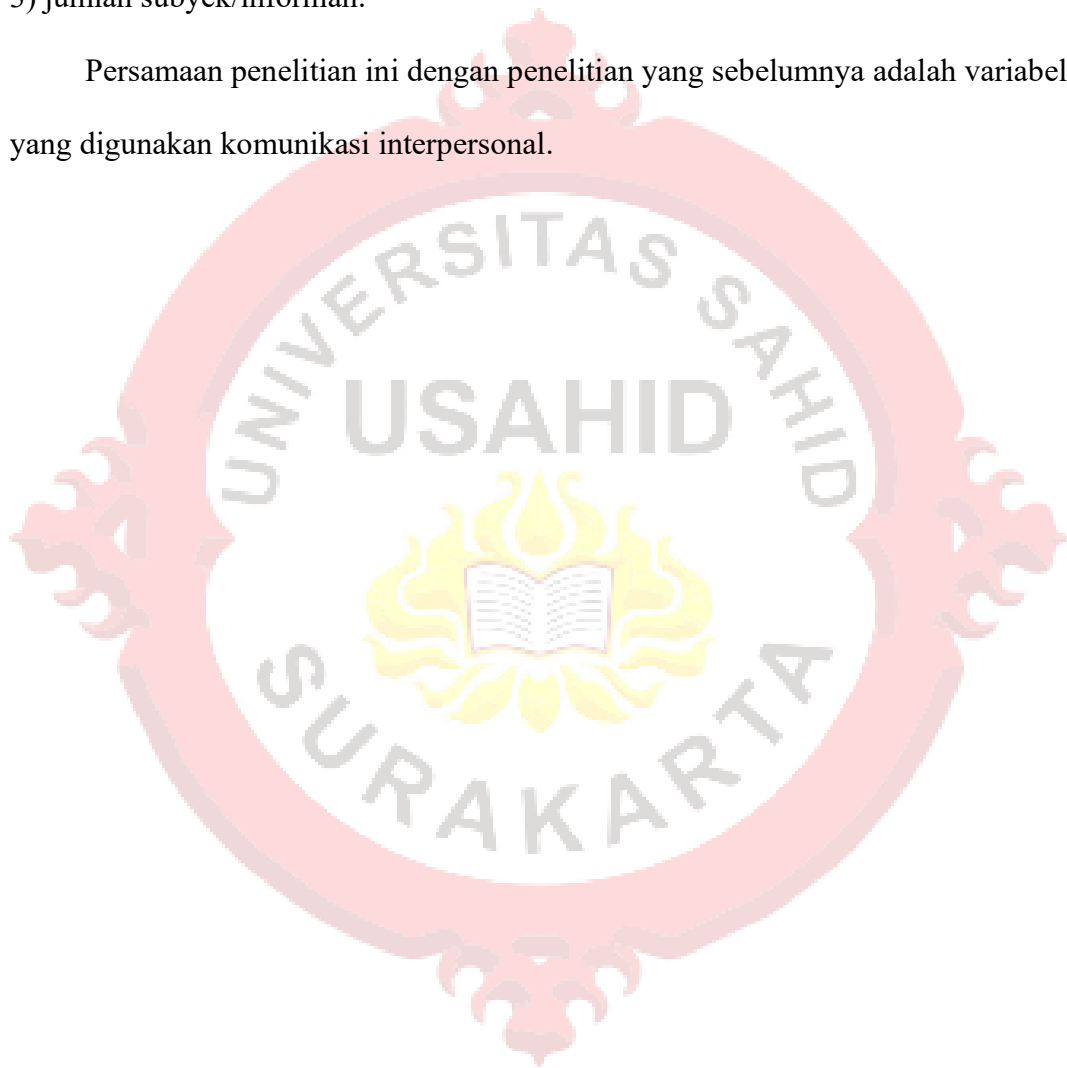 3) jumlah subyek/informan.
Persamaan penelitian ini dengan penelitian yang sebelumnya adalah variabel
yang digunakan komunikasi interpersonal.
UNIVERSITAS SAHID
USAHID
SURAKARTA